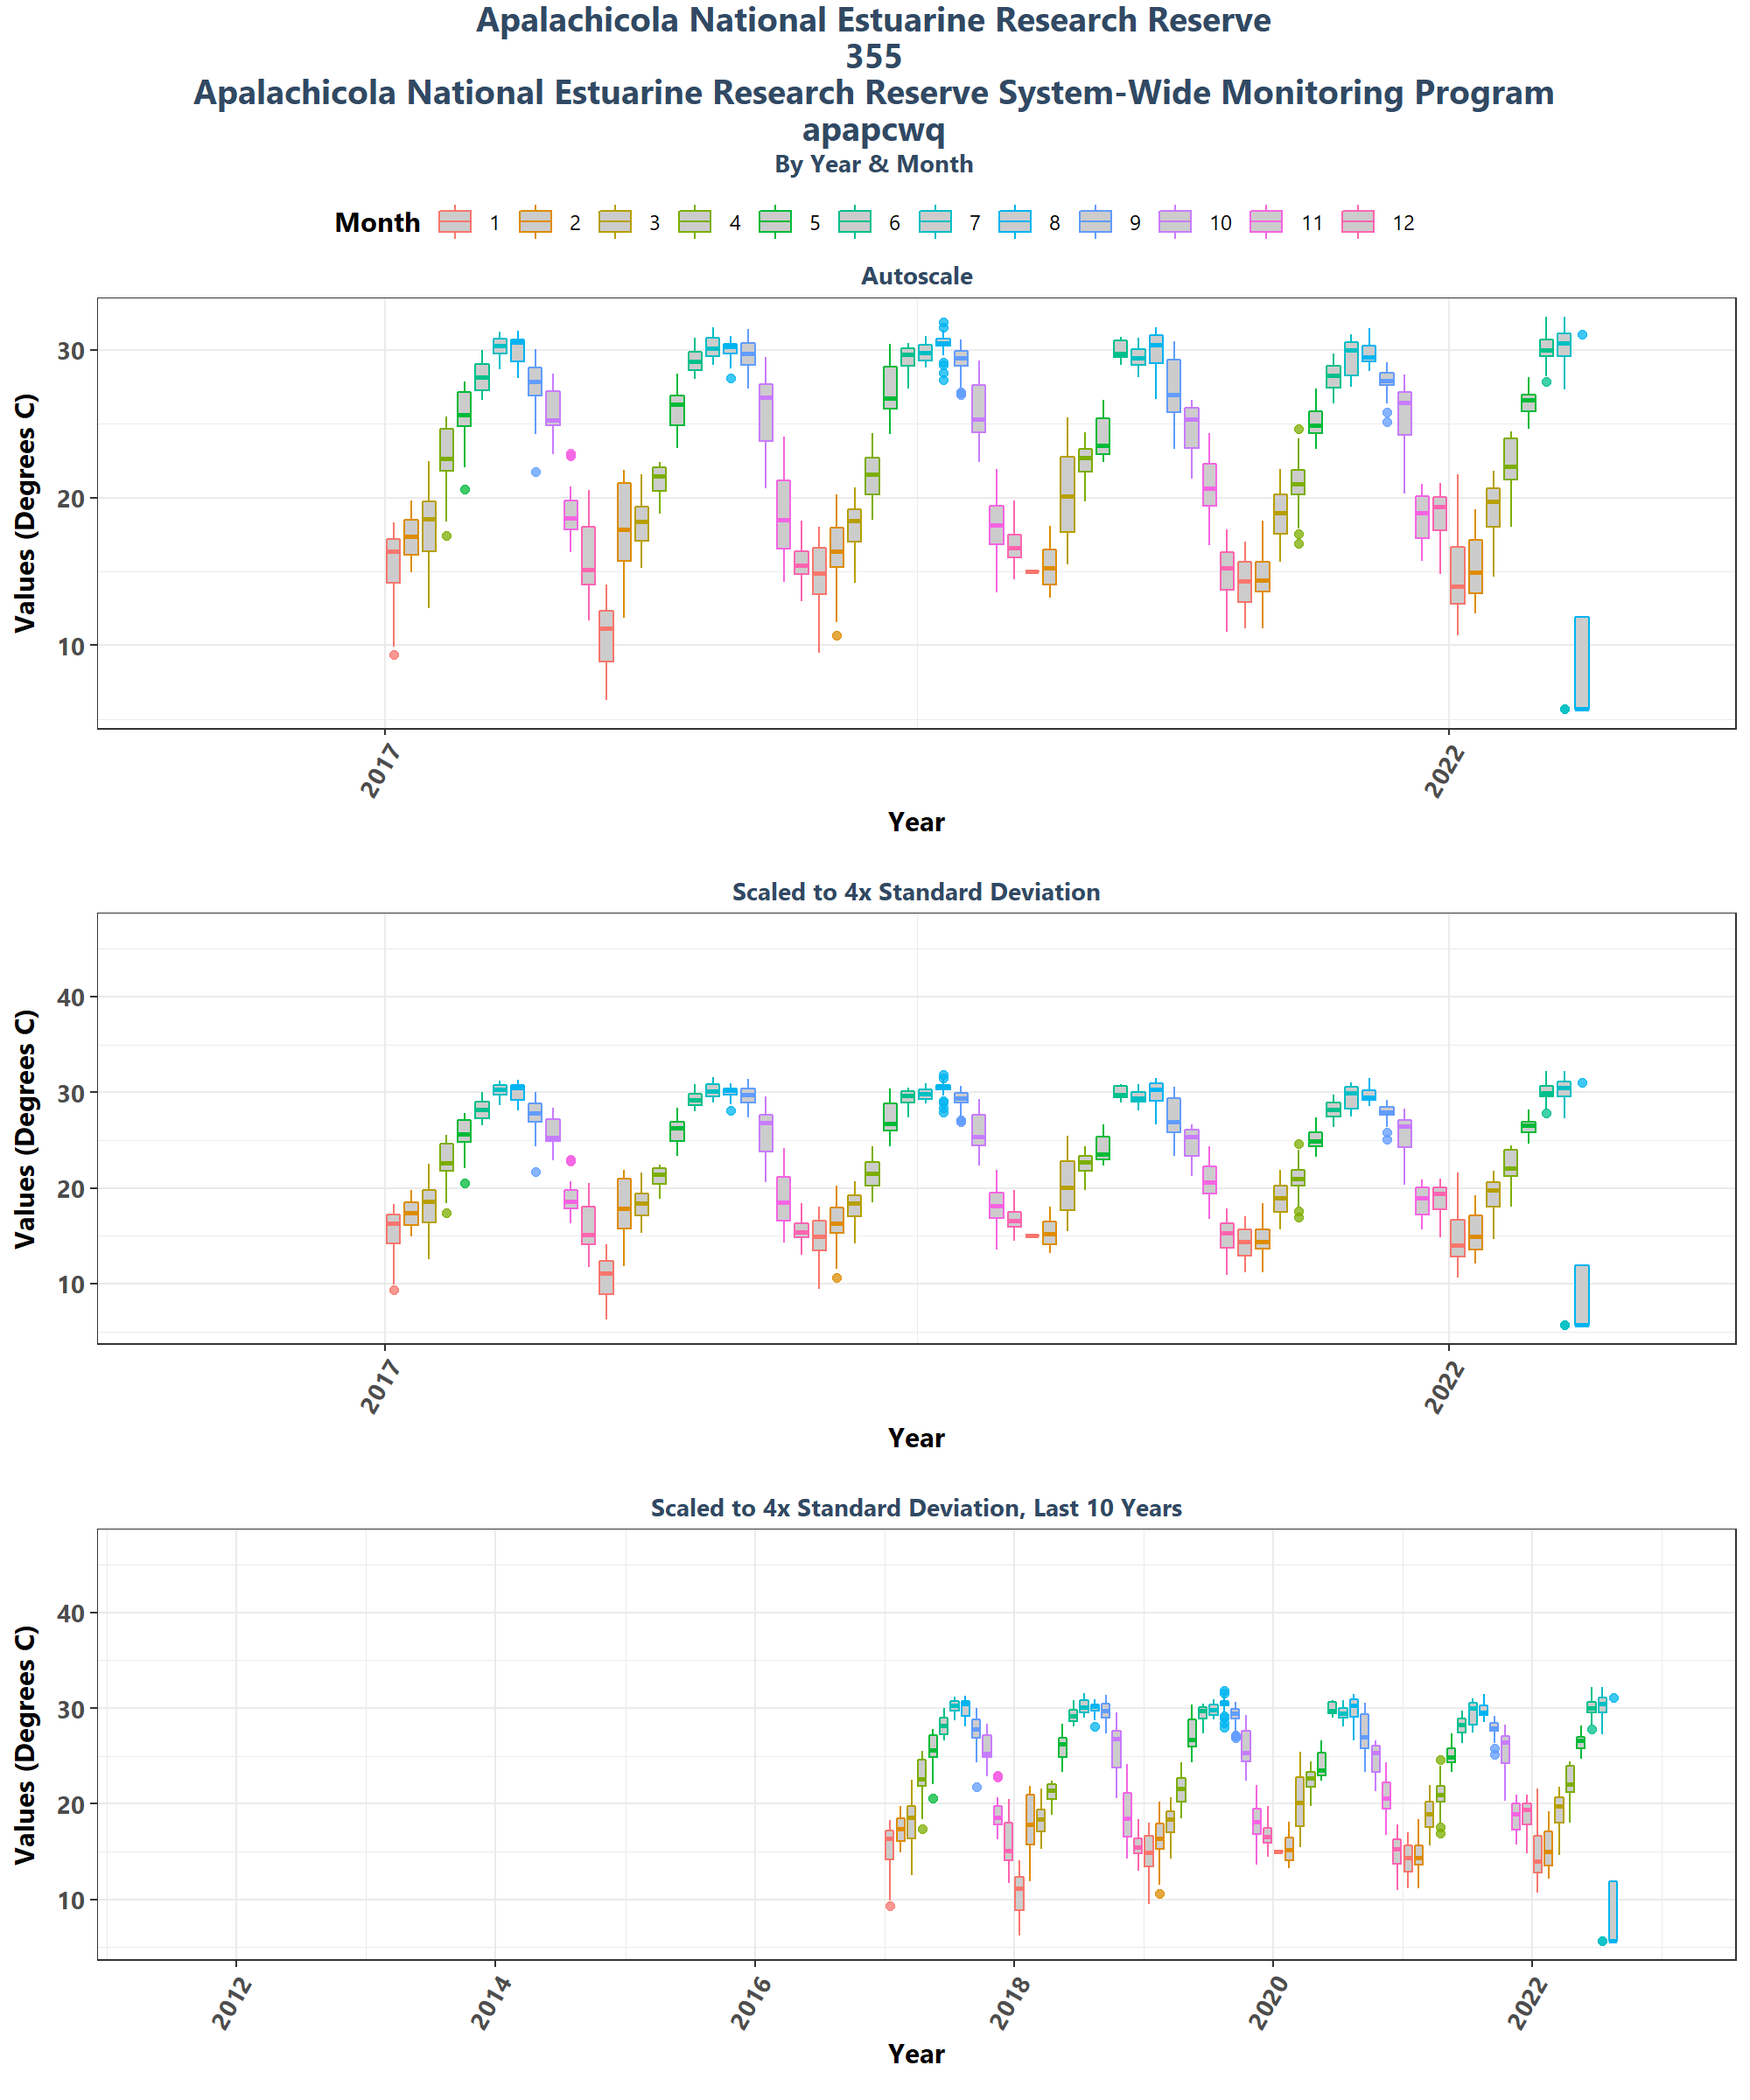 Apalachicola National Estuarine Research Reserve
355
Apalachicola National Estuarine Research Reserve System-Wide Monitoring Program
apapcwq
By Year & Month
Month 1 2 3 4 5 6 7 8 9 10 11 12
Autoscale
Values (Degrees C)
30
20
10
2017 2022
Year
Scaled to 4x Standard Deviation
Values (Degrees C)
40
30
20
10
2017 2022
Year
Scaled to 4x Standard Deviation, Last 10 Years
Values (Degrees C)
40
30
20
10
2012 2014 2016 2018 2020 2022
Year